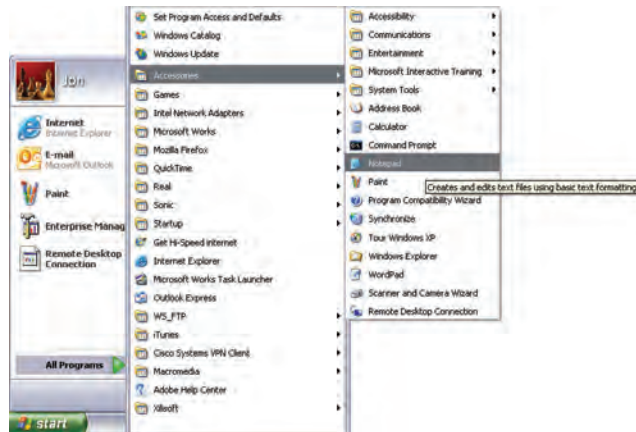 Jon
Internet
Internet Explorer
E-mail
Microsoft Outlook
Paint
Enterprise Manag
Remote Desktop
Connection
All Programs
start
Set Program Access and Defaults
Windows Catalog
Windows Update
Accessories
Games
Intel Network Adapters
Microsoft Works
Mozilla Firefox
QuickTime
Real
Sonic
Startup
Get Hi-Speed internet
Internet Explorer
Microsoft Works Task Launcher
Outlook Express
WS_FTP
iTunes
Cisco Systems VPN Client
Macromedia
Adobe Help Center
Xilisoft
Accessibility
Communications
Entertainment
Microsoft Interactive Training
System Tools
Address Book
Calculator
Command Prompt
Notepad
Paint
Creates and edits text files using basic text formatting
Program Compatibility Wizard
Synchronize
Tour Windows XP
Windows Explorer
WordPad
Scanner and Camera Wizard
Remote Desktop Connection